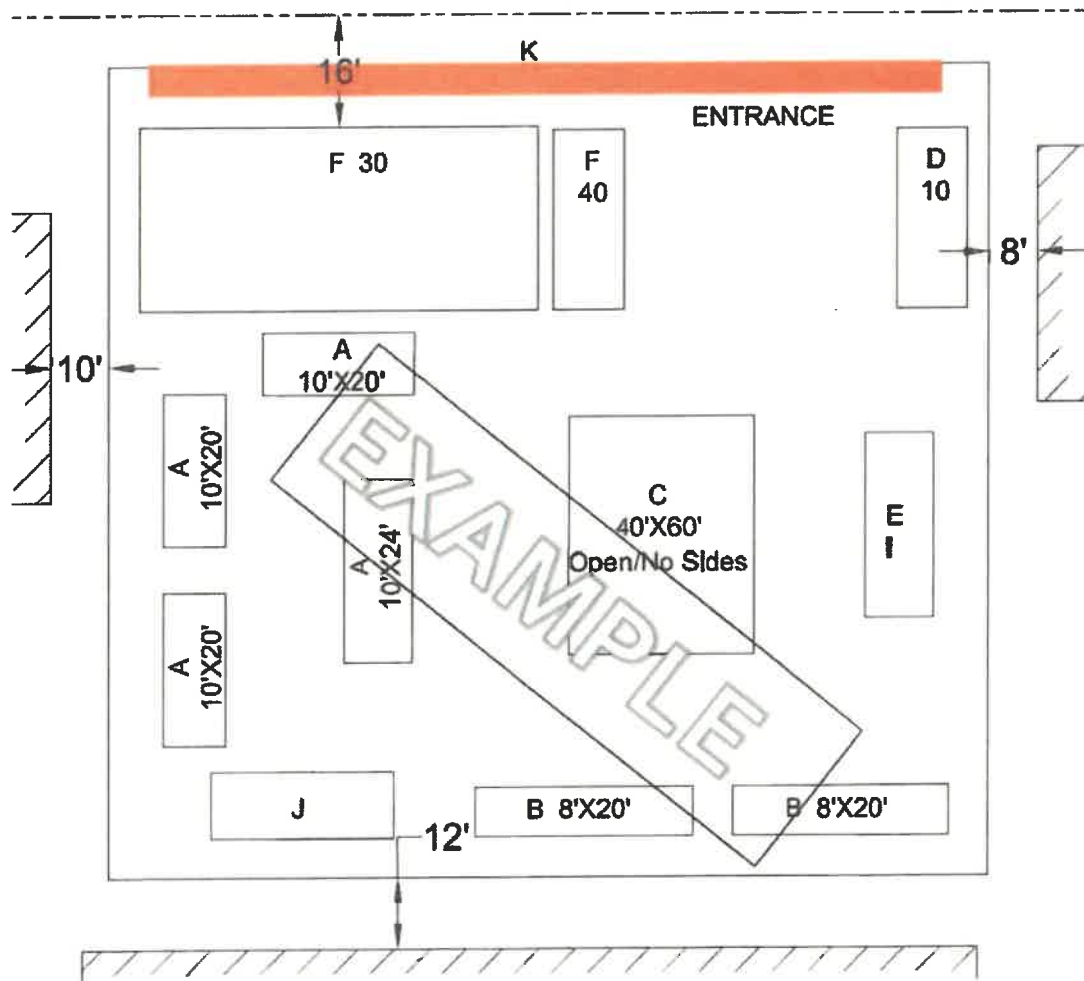 K
16'
ENTRANCE
F 30
F
40
D
10
8'
10'
A
10'X20'
A
10'X20'
A
10'X24'
C
40'X60'
Open/No Sides
E
EXAMPLE
A
10'X20'
J
B 8'X20'
B 8'X20'
12'